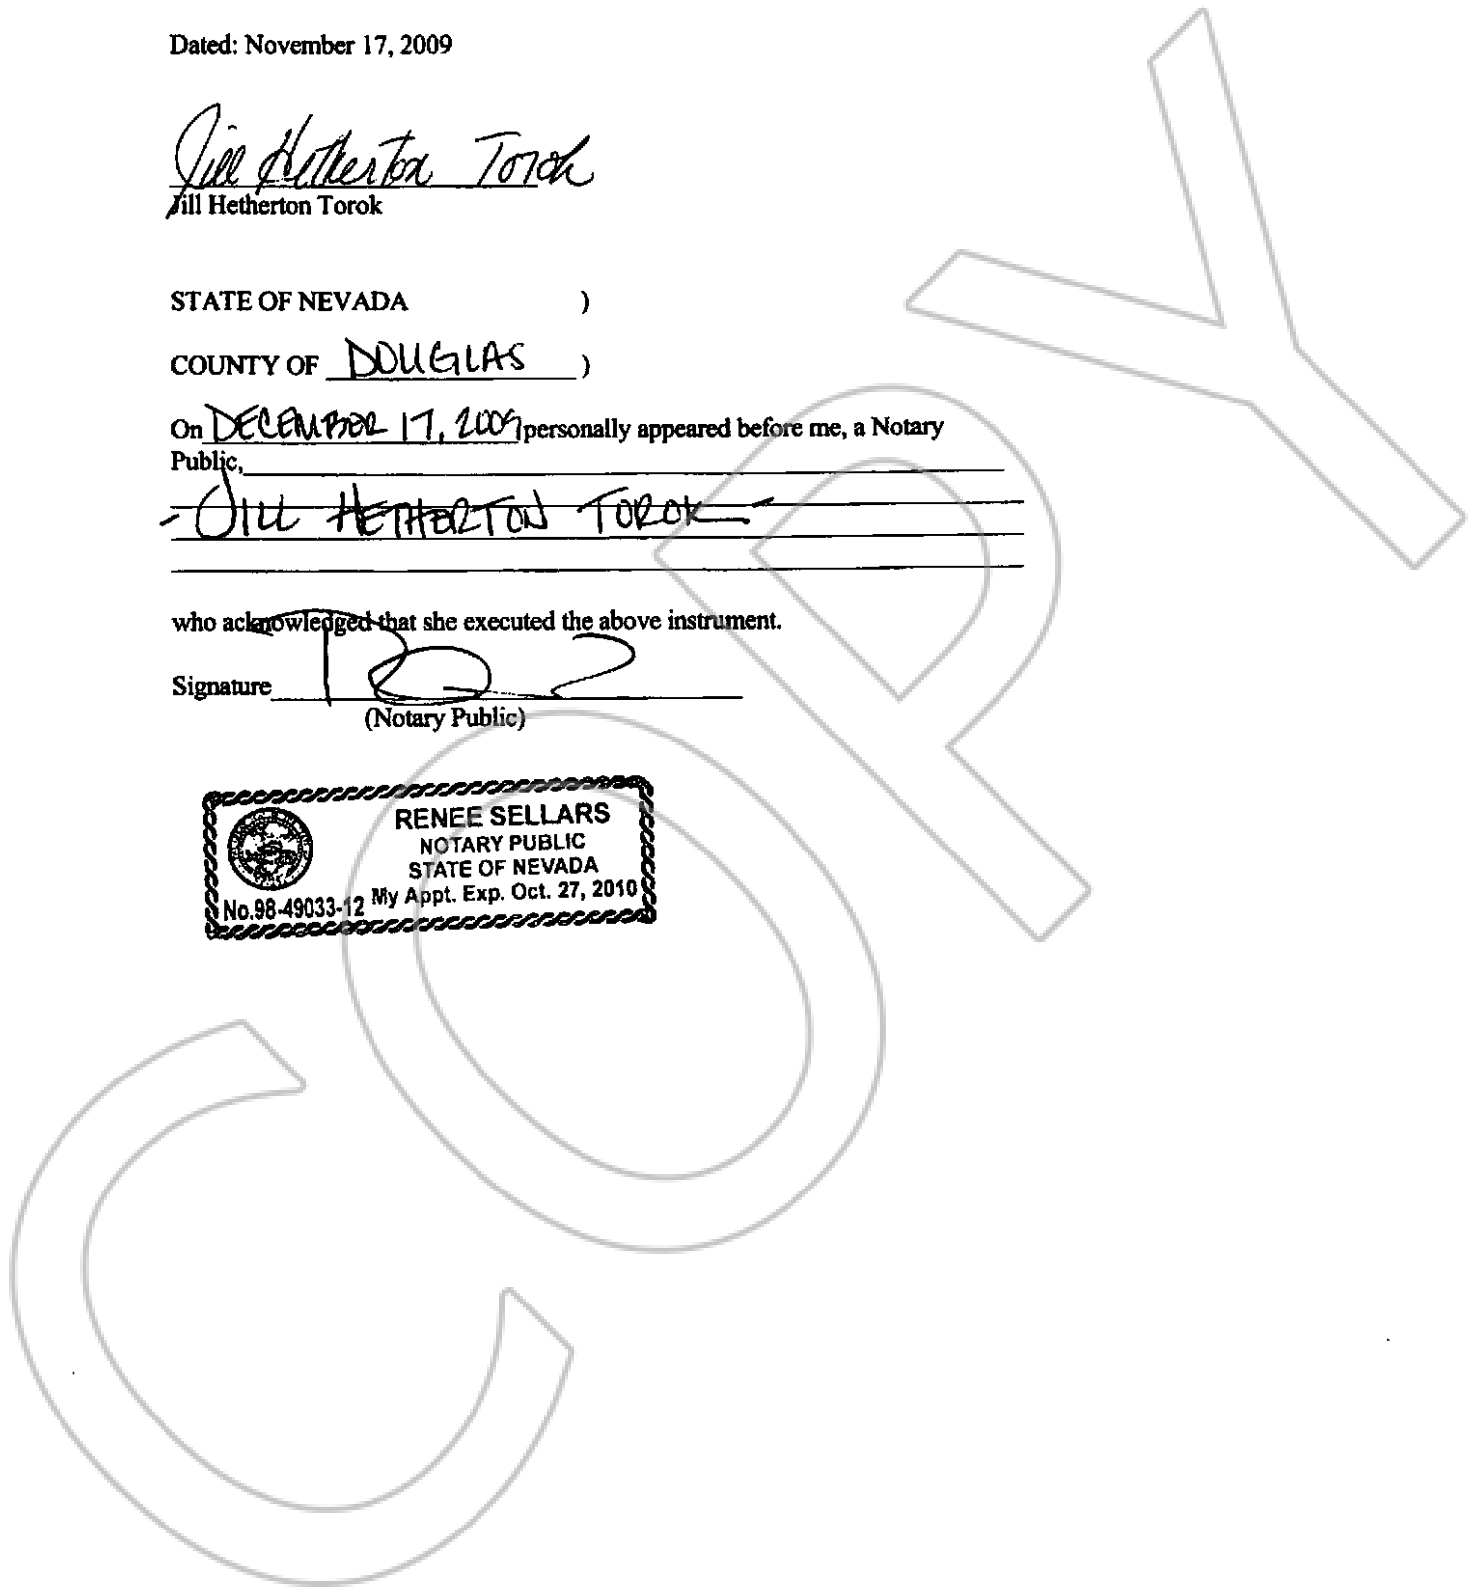 Dated: November 17, 2009
Jill Hetherton Torok
Jill Hetherton Torok
STATE OF NEVADA )
COUNTY OF DOUGLAS )
On DECEMBER 17, 2009 personally appeared before me, a Notary
Public,
- JILL HETHERTON TOROK -
who acknowledged that she executed the above instrument.
Signature
(Notary Public)
RENEE SELLARS
NOTARY PUBLIC
STATE OF NEVADA
No.98-49033-12 My Appt. Exp. Oct. 27, 2010
COPY